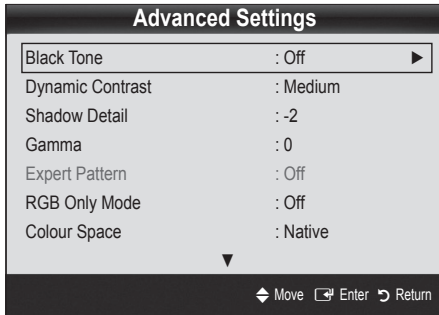 Advanced Settings
Black Tone : Off ►
Dynamic Contrast : Medium
Shadow Detail : -2
Gamma : 0
Expert Pattern : Off
RGB Only Mode : Off
Colour Space : Native
▼
Move Enter Return